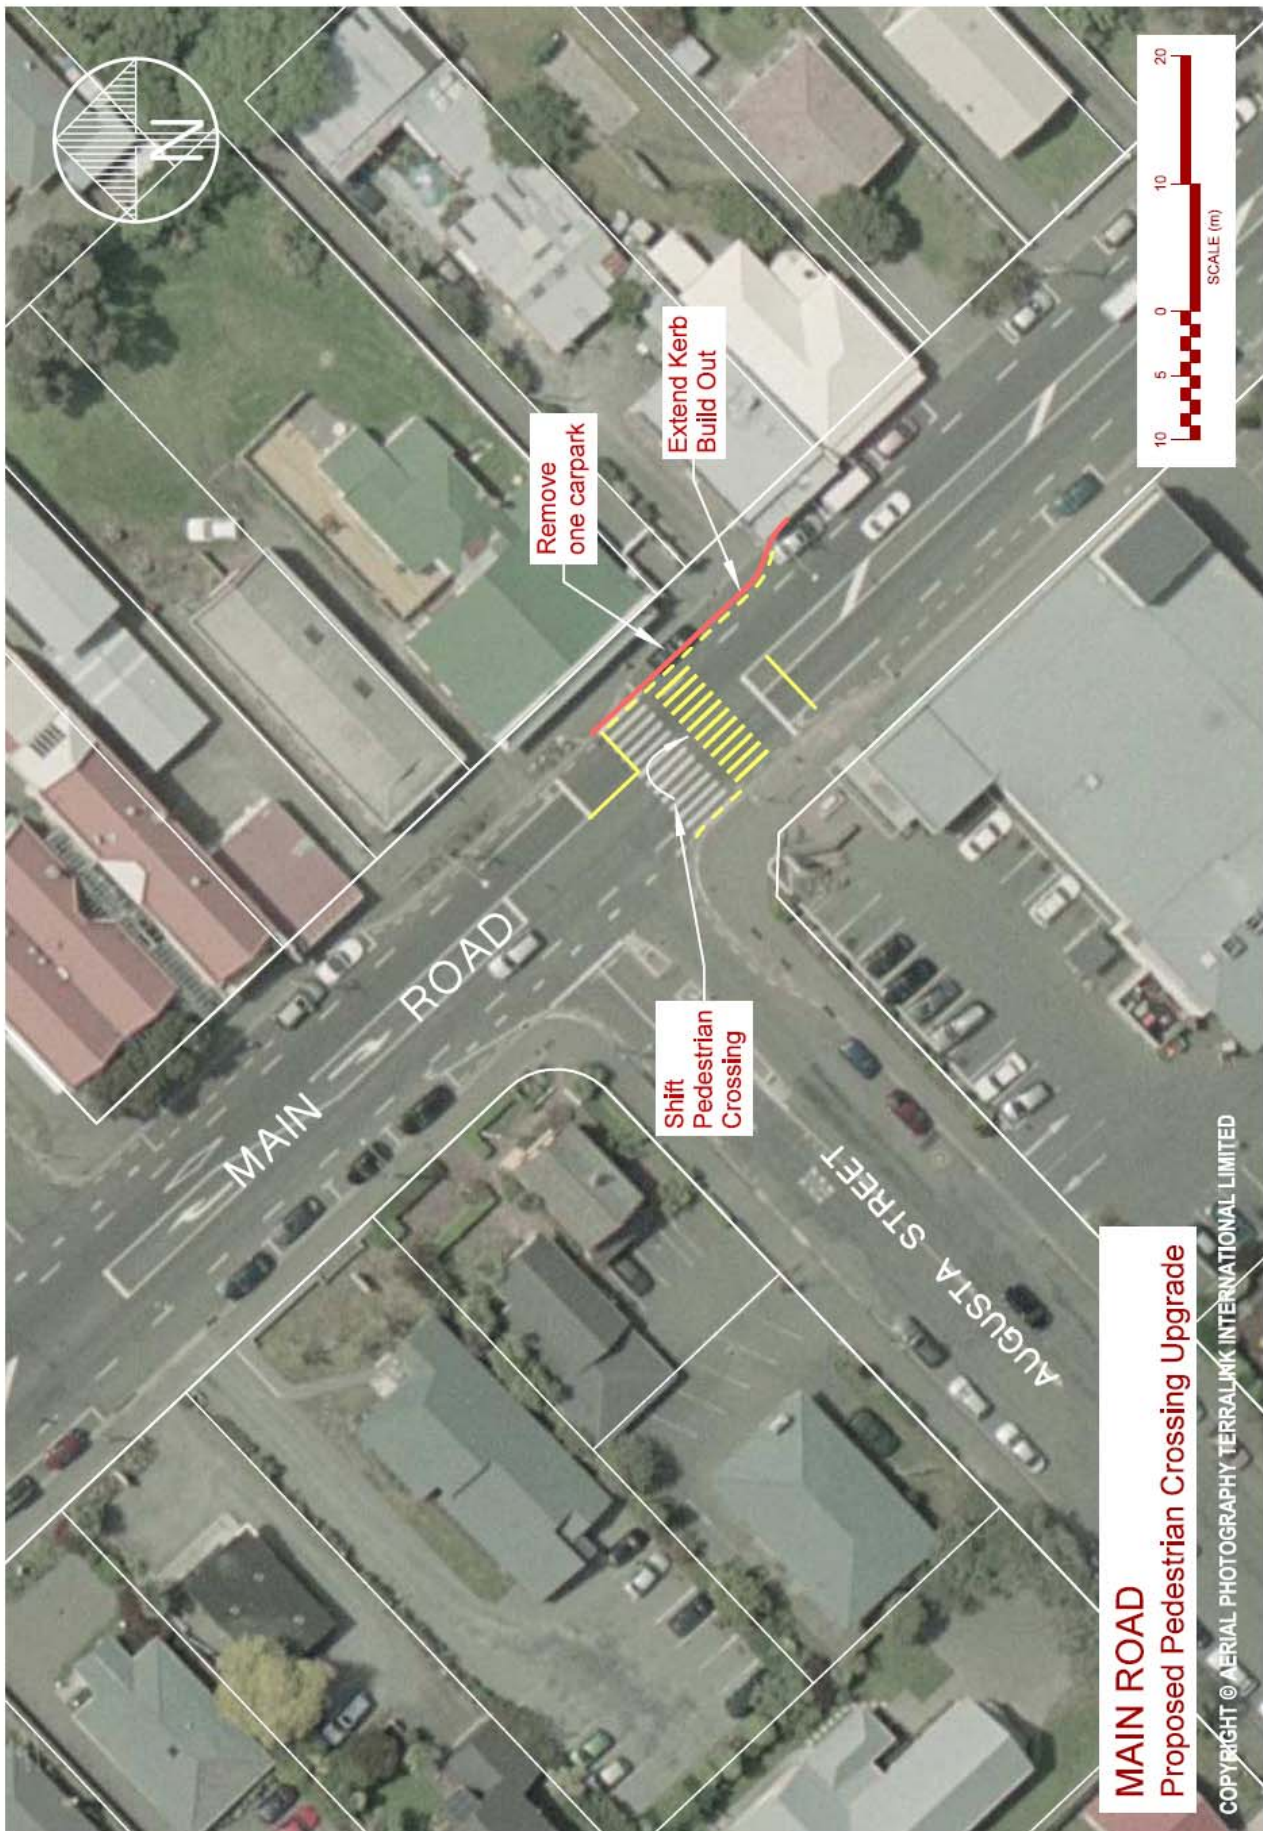 N
Remove
one carpark
Extend Kerb
Build Out
MAIN ROAD
Shift
Pedestrian
Crossing
AUGUSTA STREET
10 5 0 10 20
SCALE (m)
MAIN ROAD
Proposed Pedestrian Crossing Upgrade
COPYRIGHT © AERIAL PHOTOGRAPHY TERRALINK INTERNATIONAL LIMITED